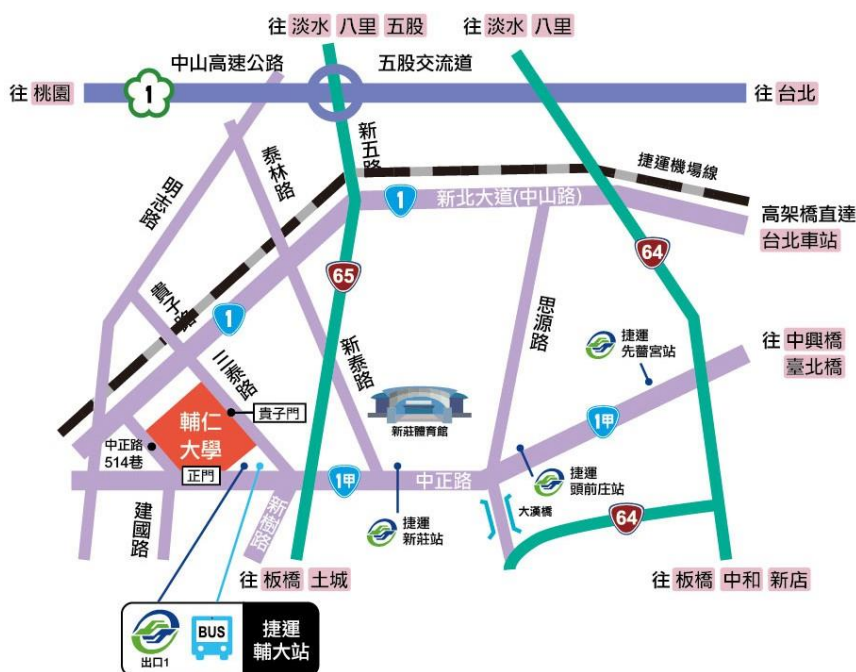 往 淡水 八里 五股
往 淡水 八里
中山高速公路
五股交流道
往 桃園
1
往 台北
新五路
泰林路
明志路
捷運機場線
1
新北大道(中山路)
高架橋直達
台北車站
65
64
貴子路
1
思源路
捷運
先嗇宮站
往 中興橋
臺北橋
三泰路
新泰路
輔仁
大學
貴子門
新莊體育館
1甲
中正路
514巷
正門
1甲
中正路
捷運
頭前庄站
大漢橋
64
建國路
新樹路
捷運
新莊站
往 板橋 土城
往 板橋 中和 新店
出口1
BUS
捷運
輔大站